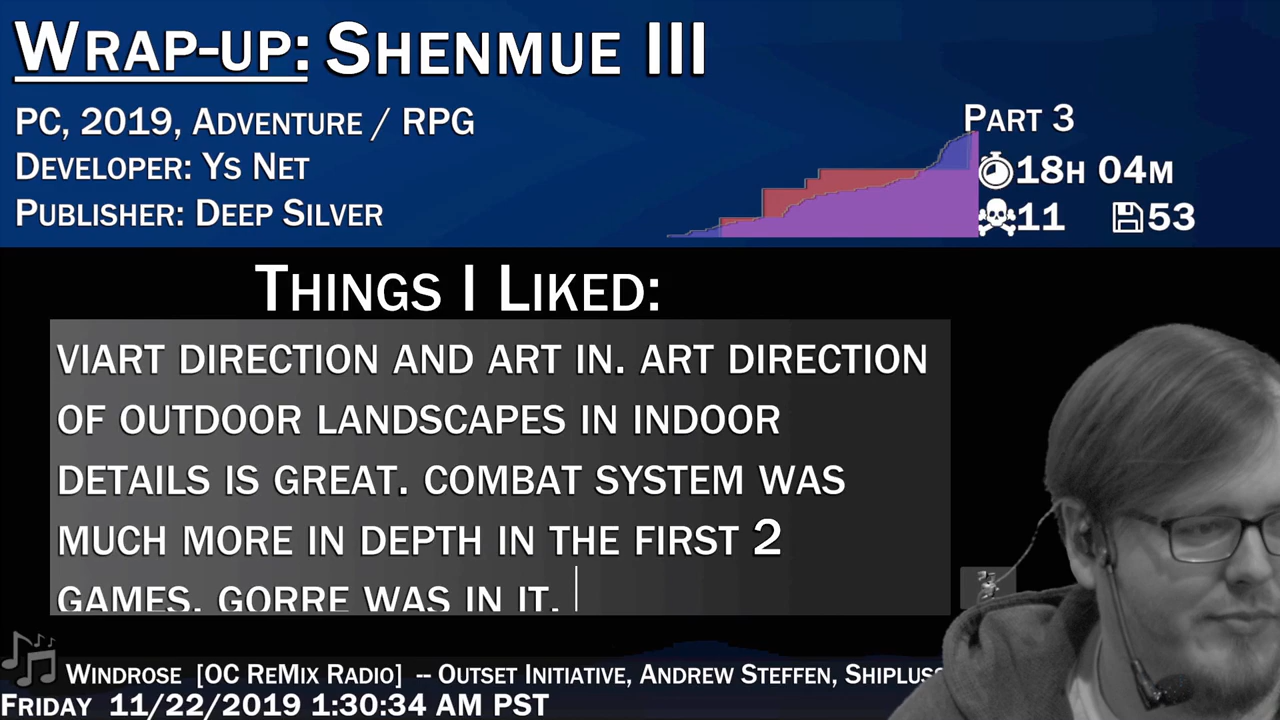 Wrap-up: Shenmue III
PC, 2019, Adventure / RPG
Developer: Ys Net
Publisher: Deep Silver
Part 3
18h 04m
11 53
Things I Liked:
VIART DIRECTION AND ART IN. ART DIRECTION
OF OUTDOOR LANDSCAPES IN INDOOR
DETAILS IS GREAT. COMBAT SYSTEM WAS
MUCH MORE IN DEPTH IN THE FIRST 2
GAMES. GORRE WAS IN IT.
Windrose [OC ReMix Radio] -- Outset Initiative, Andrew Steffen, Shiplus
Friday 11/22/2019 1:30:34 AM PST